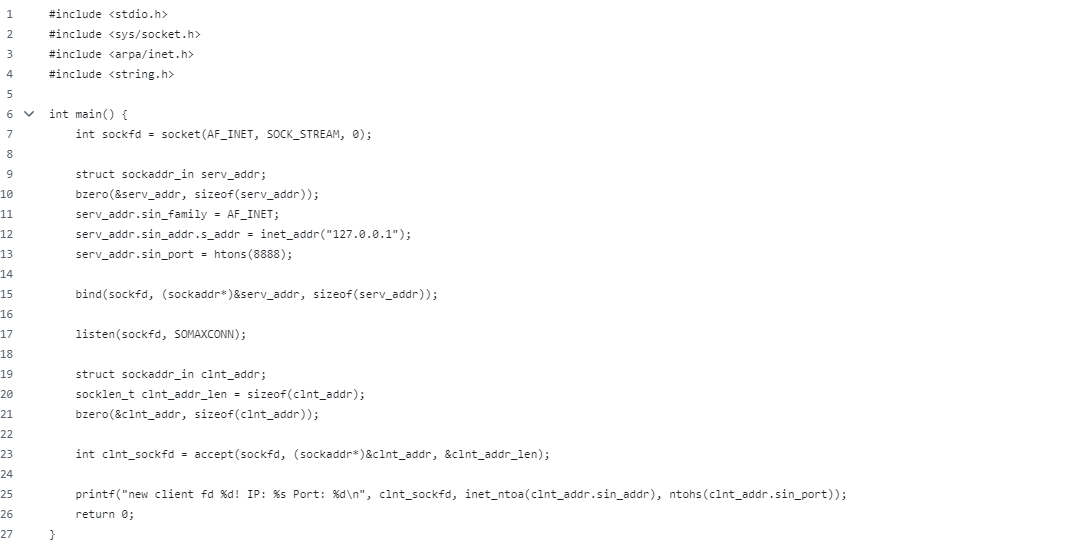 1 #include <stdio.h>
2 #include <sys/socket.h>
3 #include <arpa/inet.h>
4 #include <string.h>
5
6 int main() {
7 int sockfd = socket(AF_INET, SOCK_STREAM, 0);
8
9 struct sockaddr_in serv_addr;
10 bzero(&serv_addr, sizeof(serv_addr));
11 serv_addr.sin_family = AF_INET;
12 serv_addr.sin_addr.s_addr = inet_addr("127.0.0.1");
13 serv_addr.sin_port = htons(8888);
14
15 bind(sockfd, (sockaddr*)&serv_addr, sizeof(serv_addr));
16
17 listen(sockfd, SOMAXCONN);
18
19 struct sockaddr_in clnt_addr;
20 socklen_t clnt_addr_len = sizeof(clnt_addr);
21 bzero(&clnt_addr, sizeof(clnt_addr));
22
23 int clnt_sockfd = accept(sockfd, (sockaddr*)&clnt_addr, &clnt_addr_len);
24
25 printf("new client fd %d! IP: %s Port: %d\n", clnt_sockfd, inet_ntoa(clnt_addr.sin_addr), ntohs(clnt_addr.sin_port));
26 return 0;
27 }